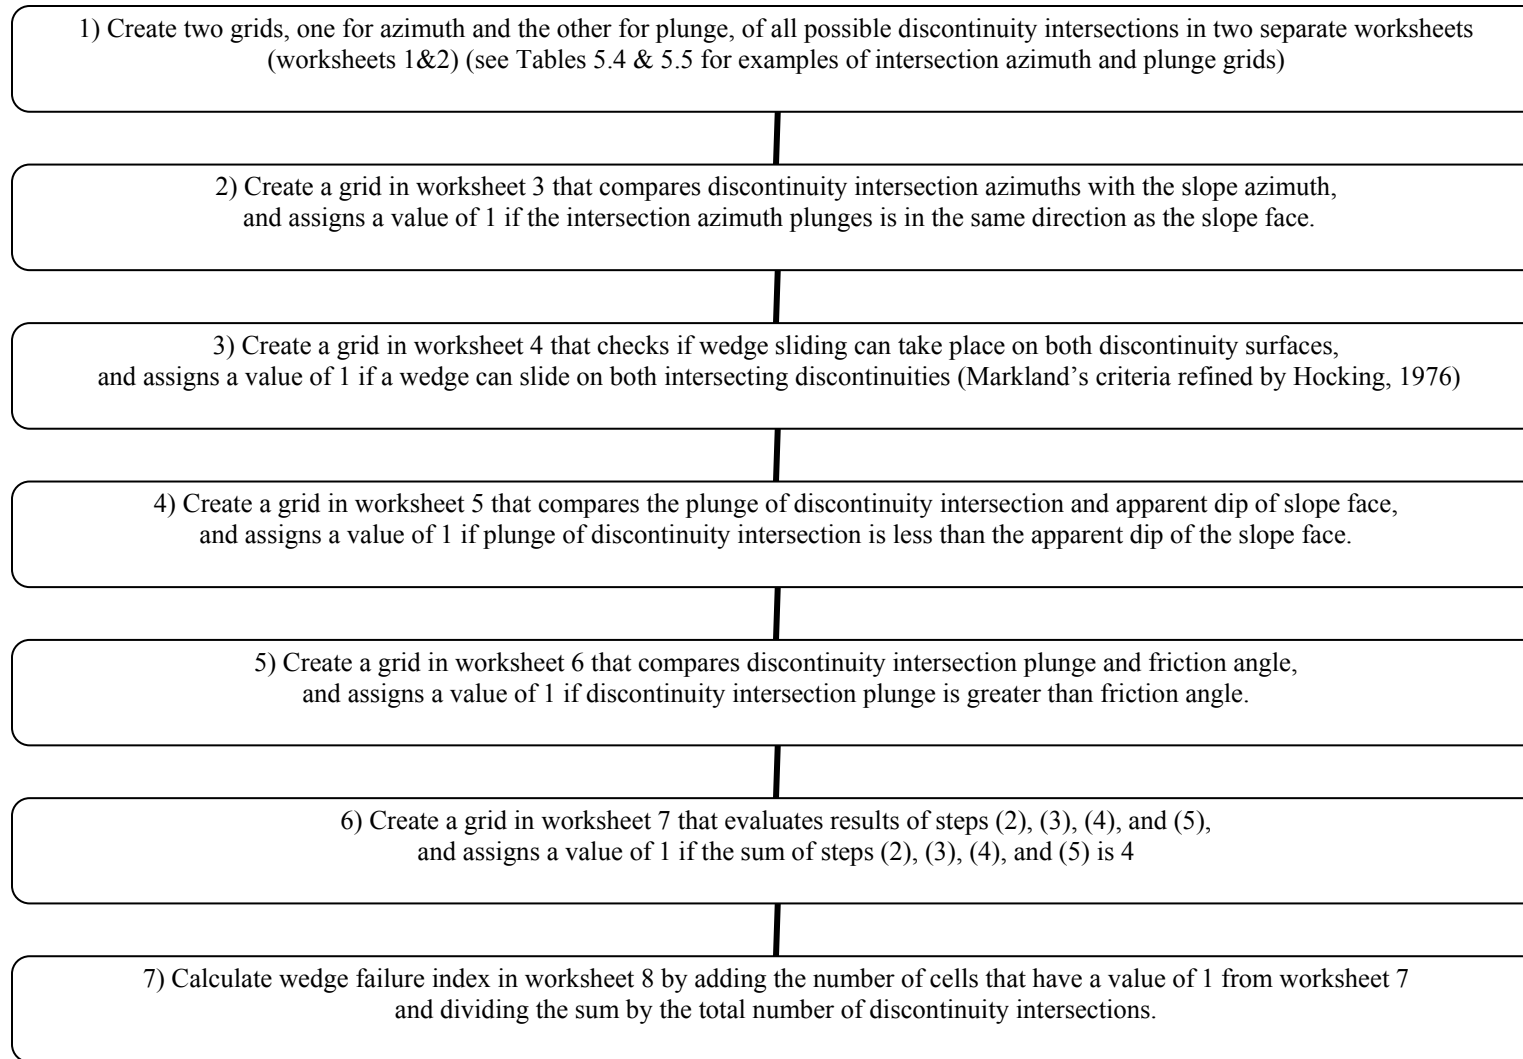 1) Create two grids, one for azimuth and the other for plunge, of all possible discontinuity intersections in two separate worksheets
(worksheets 1&2) (see Tables 5.4 & 5.5 for examples of intersection azimuth and plunge grids)
2) Create a grid in worksheet 3 that compares discontinuity intersection azimuths with the slope azimuth,
and assigns a value of 1 if the intersection azimuth plunges is in the same direction as the slope face.
3) Create a grid in worksheet 4 that checks if wedge sliding can take place on both discontinuity surfaces,
and assigns a value of 1 if a wedge can slide on both intersecting discontinuities (Markland’s criteria refined by Hocking, 1976)
4) Create a grid in worksheet 5 that compares the plunge of discontinuity intersection and apparent dip of slope face,
and assigns a value of 1 if plunge of discontinuity intersection is less than the apparent dip of the slope face.
5) Create a grid in worksheet 6 that compares discontinuity intersection plunge and friction angle,
and assigns a value of 1 if discontinuity intersection plunge is greater than friction angle.
6) Create a grid in worksheet 7 that evaluates results of steps (2), (3), (4), and (5),
and assigns a value of 1 if the sum of steps (2), (3), (4), and (5) is 4
7) Calculate wedge failure index in worksheet 8 by adding the number of cells that have a value of 1 from worksheet 7
and dividing the sum by the total number of discontinuity intersections.